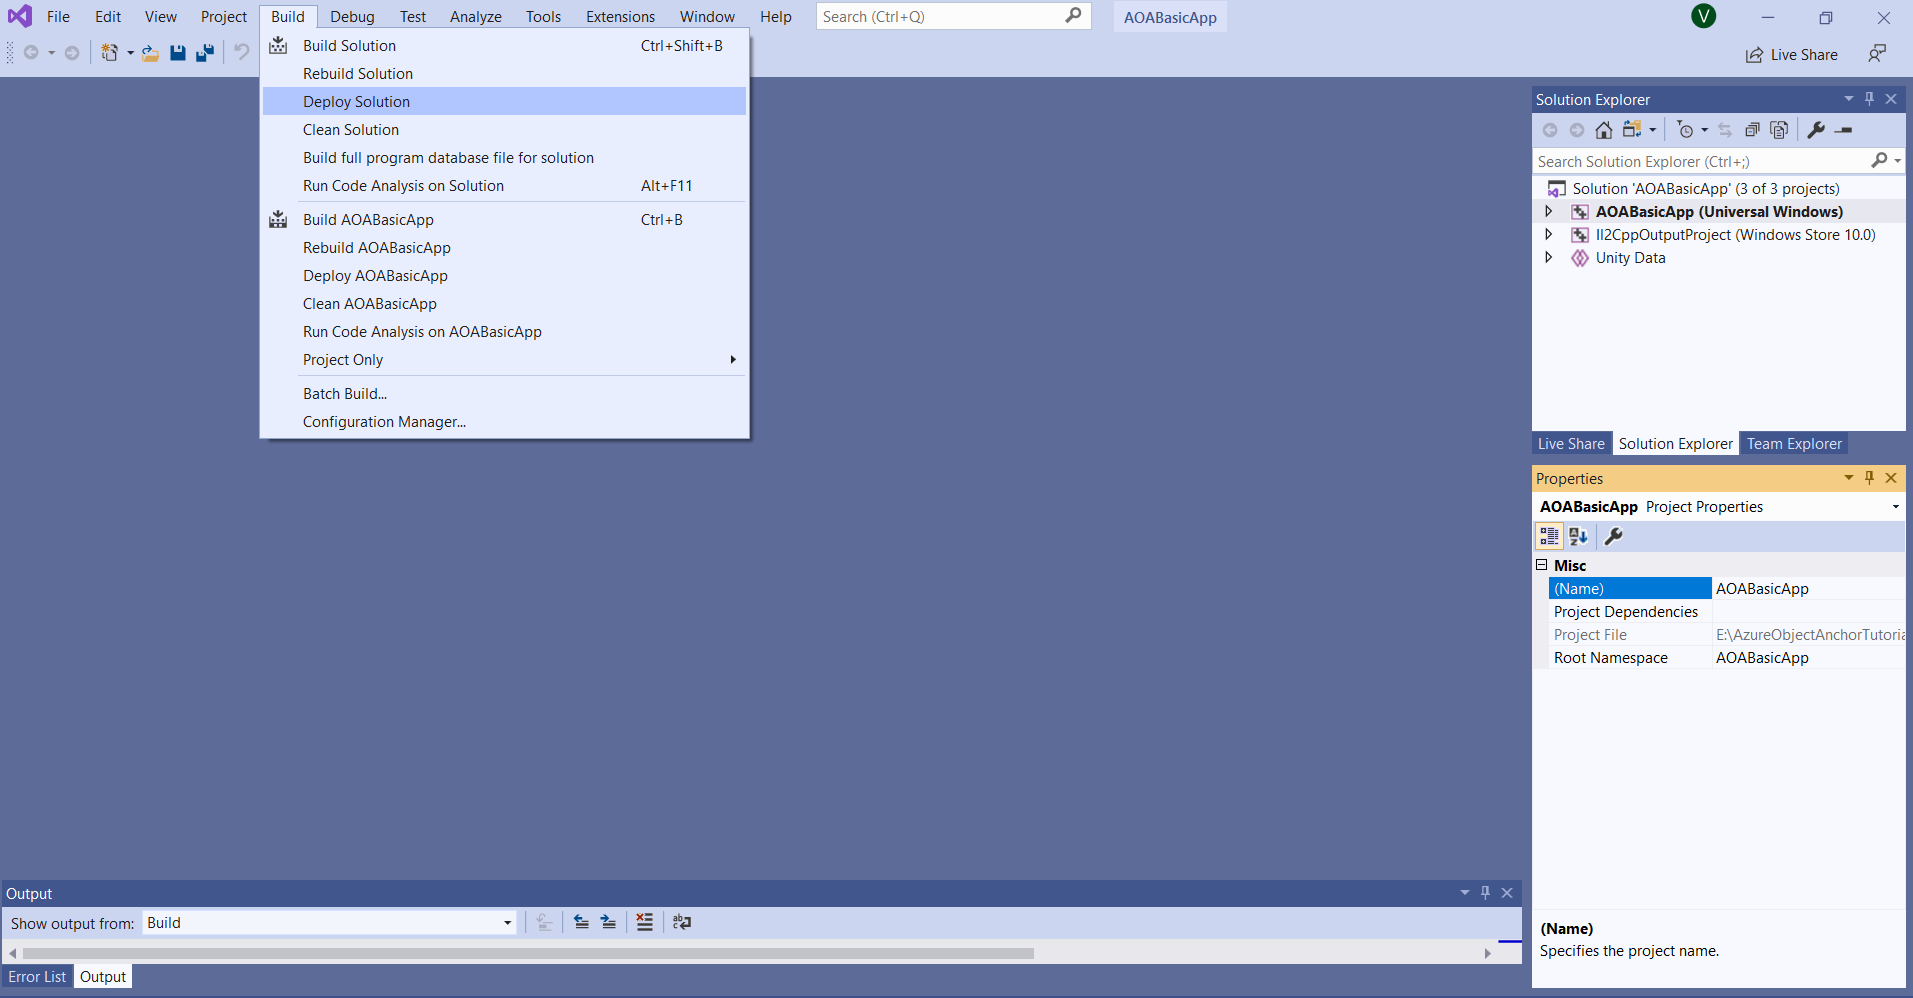 File Edit View Project Build Debug Test Analyze Tools Extensions Window Help Search (Ctrl+Q) AOABasicApp V
Live Share
Build Solution Ctrl+Shift+B
Rebuild Solution
Deploy Solution
Clean Solution
Build full program database file for solution
Run Code Analysis on Solution Alt+F11
Build AOABasicApp Ctrl+B
Rebuild AOABasicApp
Deploy AOABasicApp
Clean AOABasicApp
Run Code Analysis on AOABasicApp
Project Only
Batch Build...
Configuration Manager...
Solution Explorer
Search Solution Explorer (Ctrl+;)
Solution 'AOABasicApp' (3 of 3 projects)
AOABasicApp (Universal Windows)
Il2CppOutputProject (Windows Store 10.0)
Unity Data
Live Share Solution Explorer Team Explorer
Properties
AOABasicApp Project Properties
Misc
(Name) AOABasicApp
Project Dependencies
Project File E:\AzureObjectAnchorTutoria
Root Namespace AOABasicApp
(Name)
Specifies the project name.
Output
Show output from: Build
Error List Output